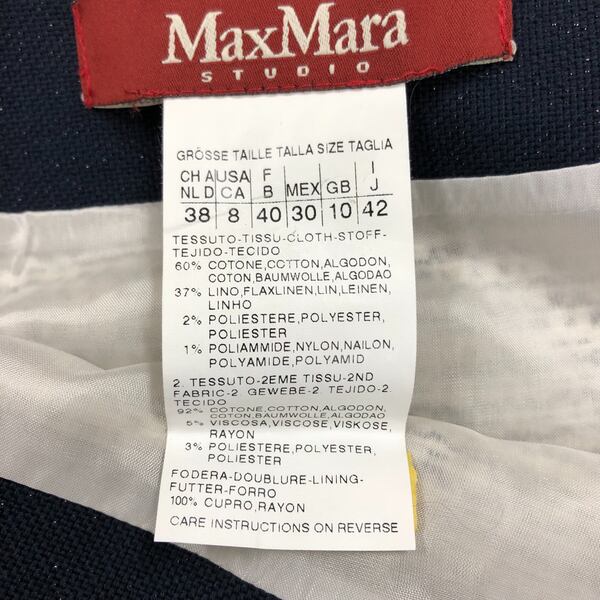 MaxMara
STUDIO
GRÖSSE TAILLE TALLA SIZE TAGLIA
CH A USA F I
NL D CA B MEX GB J
38 8 40 30 10 42
TESSUTO-TISSU-CLOTH-STOFF-
TEJIDO-TECIDO
60% COTONE,COTTON,ALGODON,
COTON,BAUMWOLLE,ALGODAO
37% LINO,FLAXLINEN,LIN,LEINEN,
LINHO
2% POLIESTERE,POLYESTER,
POLIESTER
1% POLIAMMIDE,NYLON,NAILON,
POLYAMIDE,POLYAMID
2. TESSUTO-2EME TISSU-2ND
FABRIC-2. GEWEBE-2. TEJIDO-2.
TECIDO
92% COTONE,COTTON,ALGODON,
COTON,BAUMWOLLE,ALGODAO
5% VISCOSA,VISCOSE,VISKOSE,
RAYON
3% POLIESTERE,POLYESTER,
POLIESTER
FODERA-DOUBLURE-LINING-
FUTTER-FORRO
100% CUPRO,RAYON
CARE INSTRUCTIONS ON REVERSE